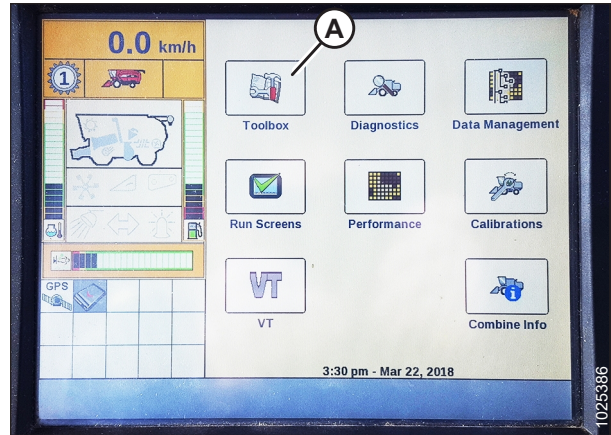 A
0.0 km/h
1
Toolbox
Diagnostics
Data Management
Run Screens
Performance
Calibrations
GPS
VT
VT
i
Combine Info
3:30 pm - Mar 22, 2018
1025386